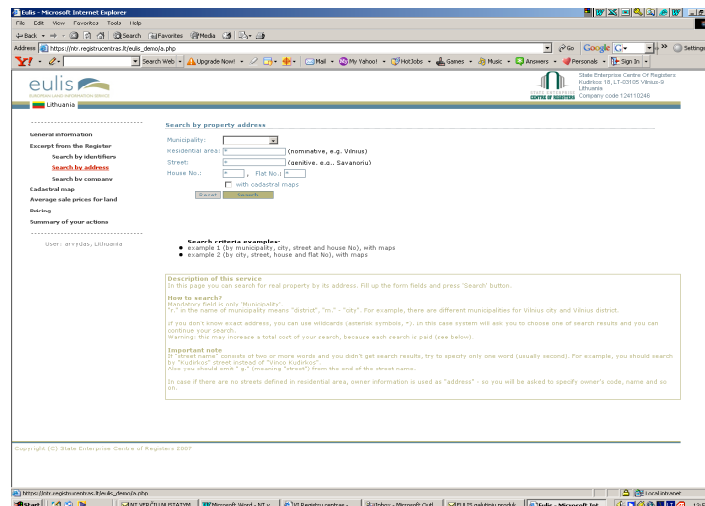 Eulis - Microsoft Internet Explorer
File Edit View Favorites Tools Help
Back Search Favorites Media
Address https://ntr.registrucentras.lt/eulis_demo/a.php Go Google G Settings
Y! Search Web Upgrade Now! Mail My Yahoo! HotJobs Games Music Answers Personals Sign In
eulis
EUROPEAN LAND INFORMATION SERVICE
STATE ENTERPRISE
CENTRE OF REGISTERS
State Enterprise Centre Of Registers
Kudirkos 18, LT-03105 Vilnius-9
Lithuania
Company code 124110246
Lithuania
General information
Excerpt from the Register
Search by identifiers
Search by address
Search by company
Cadastral map
Average sale prices for land
Pricing
Summary of your actions
User: arvydas, Lithuania
Search by property address
Municipality:
Residential area: * (nominative, e.g. Vilnius)
Street: * (genitive, e.g., Savanoriu)
House No.: * , Flat No.: *
with cadastral maps
Reset Search
Search criteria examples:
example 1 (by municipality, city, street and house No), with maps
example 2 (by city, street, house and flat No), with maps
Description of this service
In this page you can search for real property by its address. Fill up the form fields and press 'Search' button.
How to search?
Mandatory field is only 'Municipality'.
"r." in the name of municipality means "district", "m." - "city". For example, there are different municipalities for Vilnius city and Vilnius district.
If you don't know exact address, you can use wildcards (asterisk symbols, *). In this case system will ask you to choose one of search results and you can
continue your search.
Warning: this may increase a total cost of your search, because each search is paid (see below).
Important note
If "street name" consists of two or more words and you didn't get search results, try to specify only one word (usually second). For example, you should search
by "Kudirkos" street instead of "Vinco Kudirkos".
Also you should omit " g." (meaning "street") from the end of the street name.
In case if there are no streets defined in residential area, owner information is used as "address" - so you will be asked to specify owner's code, name and so
on.
Copyright (C) State Enterprise Centre of Registers 2007
https://ntr.registrucentras.lt/eulis_demo/a.php Local intranet
Start Microsoft Word - NT Inbox - Microsoft Outl Eulis - Microsoft Int